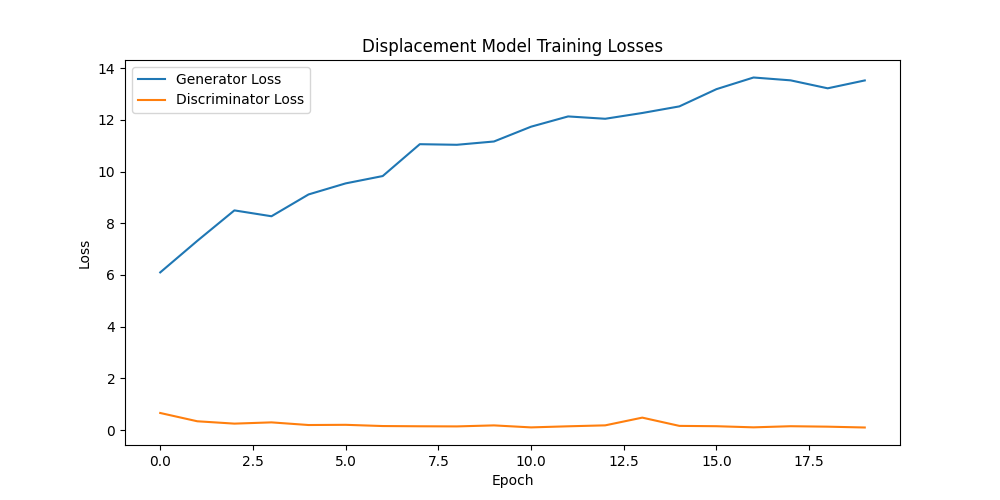 Displacement Model Training Losses
Generator Loss
Discriminator Loss
14
12
10
8
6
4
2
0
Loss
0.0 2.5 5.0 7.5 10.0 12.5 15.0 17.5
Epoch